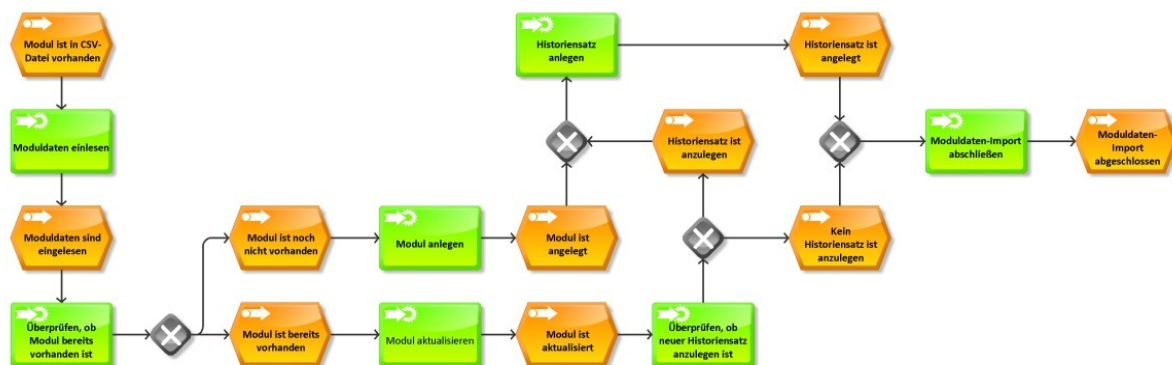 Modul ist in CSV-
Datei vorhanden
Moduldaten einlesen
Moduldaten sind
eingelesen
Überprüfen, ob
Modul bereits
vorhanden ist
Modul ist noch
nicht vorhanden
Modul anlegen
Modul ist
angelegt
Modul ist bereits
vorhanden
Modul aktualisieren
Modul ist
aktualisiert
Überprüfen, ob
neuer Historiensatz
anzulegen ist
Historiensatz ist
anzulegen
Kein
Historiensatz ist
anzulegen
Historiensatz
anlegen
Historiensatz ist
angelegt
Moduldaten-Import
abschließen
Moduldaten-
Import
abgeschlossen